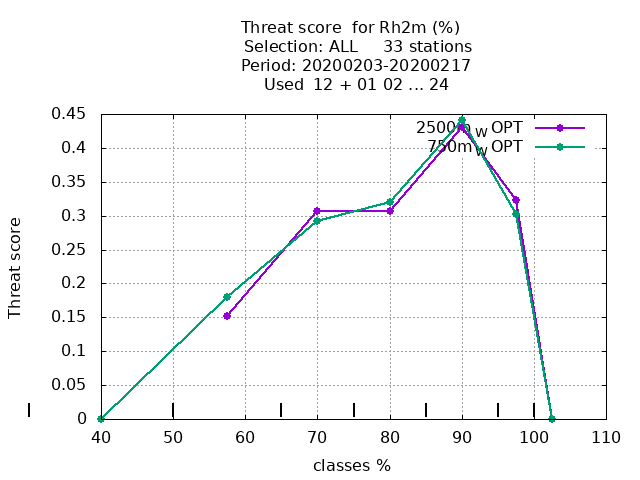 Threat score  for Rh2m (%)
Selection: ALL     33 stations
Period: 20200203-20200217
Used  12 + 01 02 ... 24
0.45
0.4
0.35
0.3
0.25
0.2
0.15
0.1
0.05
0
Threat score
2500m_W OPT
750m_W OPT
40 50 60 70 80 90 100 110
classes %